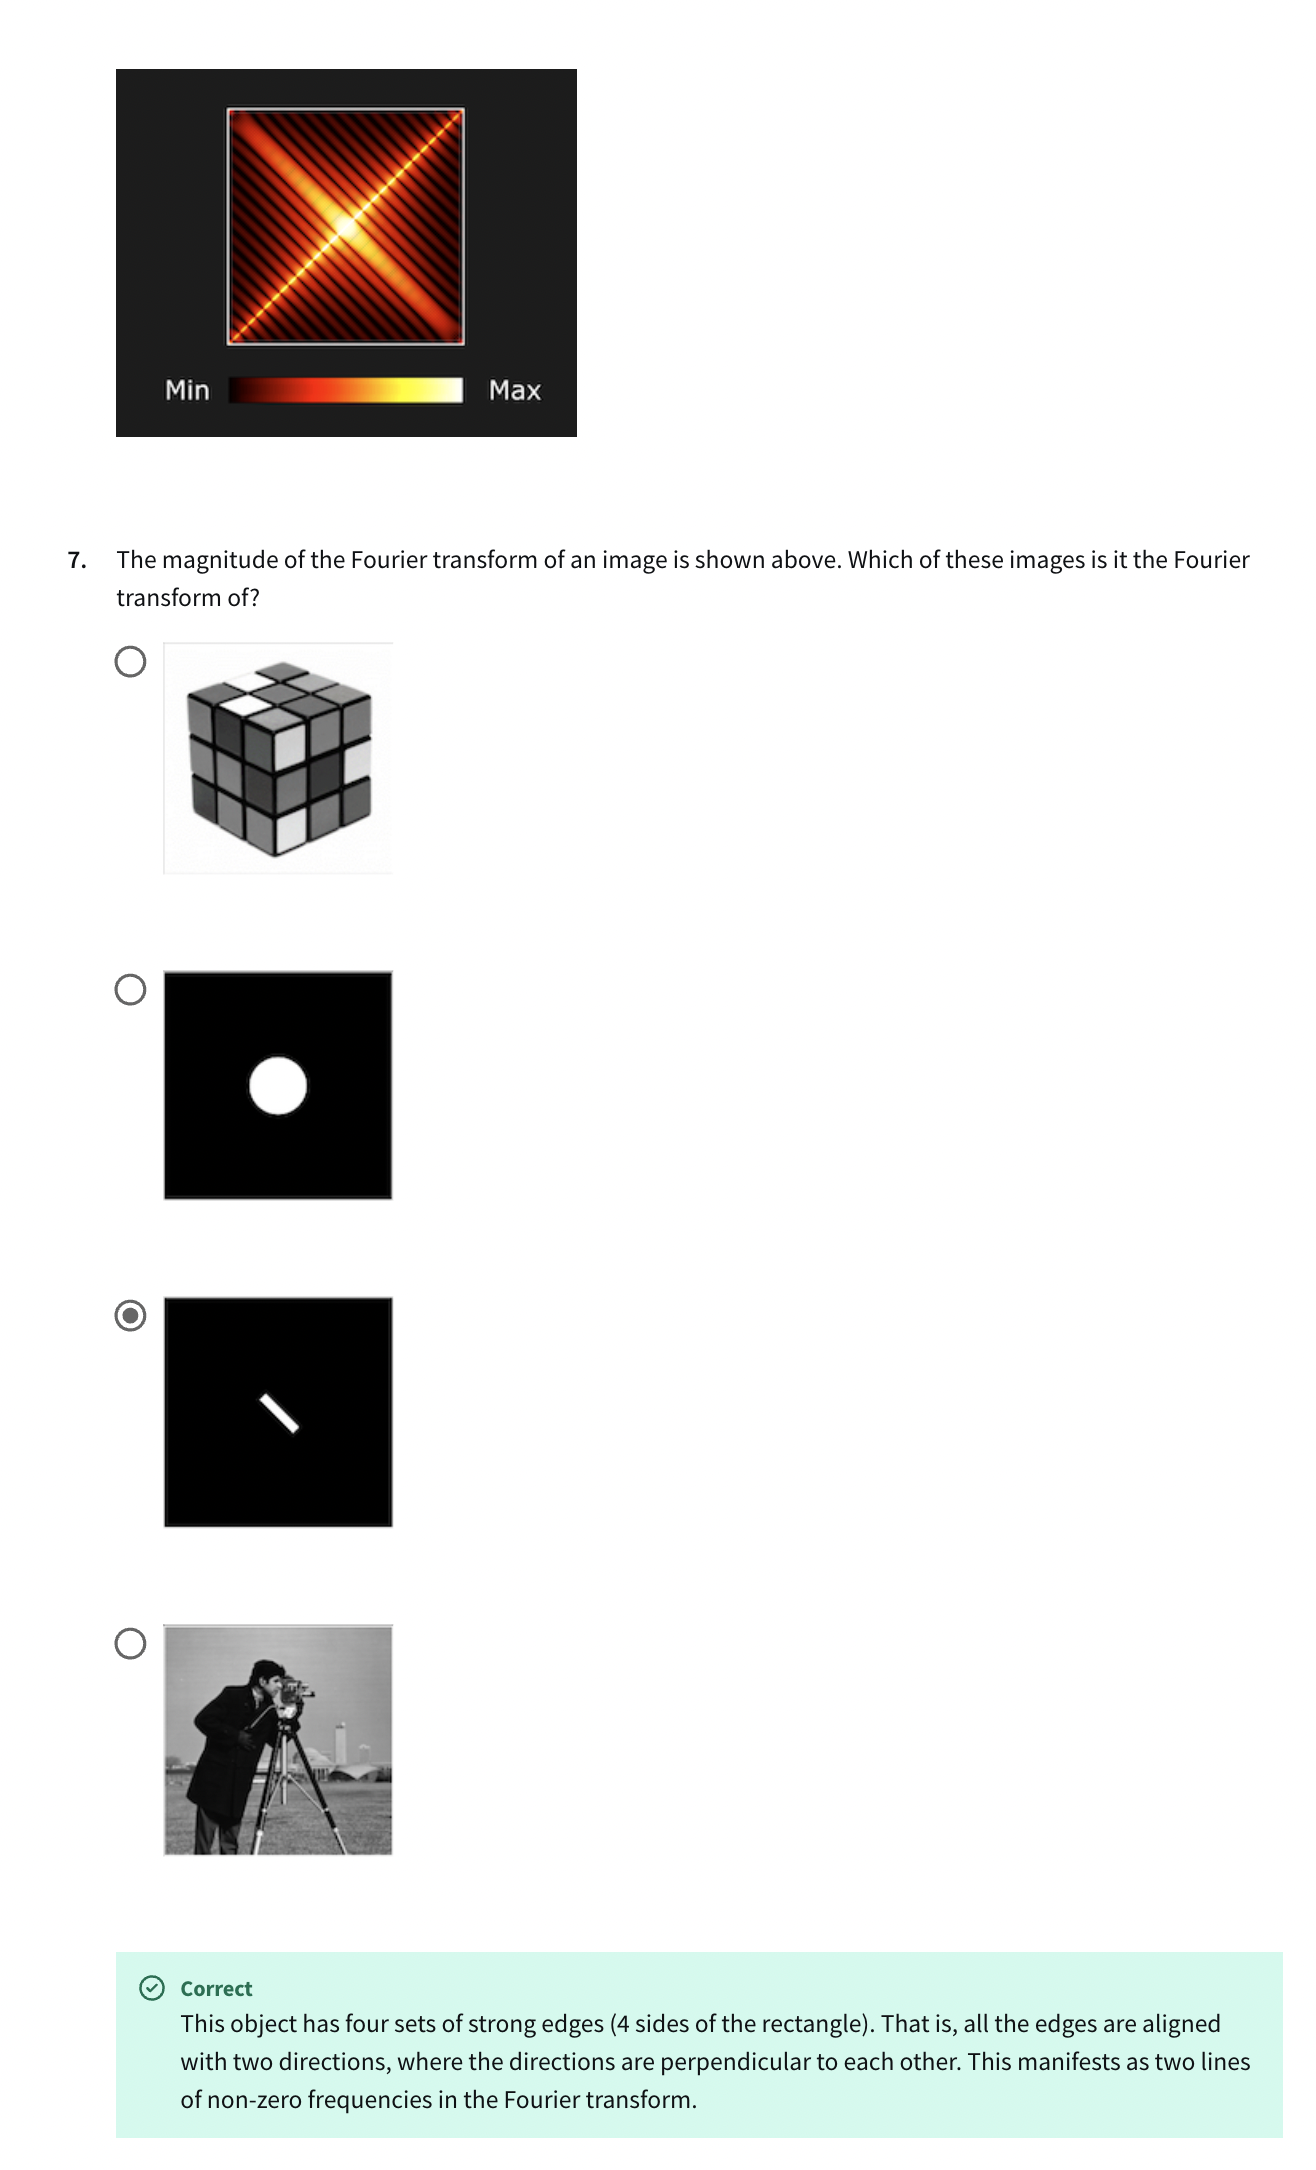 Min Max
7. The magnitude of the Fourier transform of an image is shown above. Which of these images is it the Fourier
transform of?
Correct
This object has four sets of strong edges (4 sides of the rectangle). That is, all the edges are aligned
with two directions, where the directions are perpendicular to each other. This manifests as two lines
of non-zero frequencies in the Fourier transform.